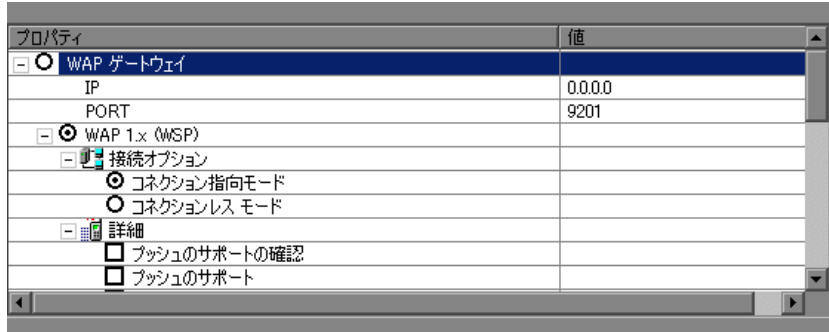 プロパティ 値
WAP ゲートウェイ
IP 0.0.0.0
PORT 9201
WAP 1.x (WSP)
接続オプション
コネクション指向モード
コネクションレス モード
詳細
プッシュのサポートの確認
プッシュのサポート